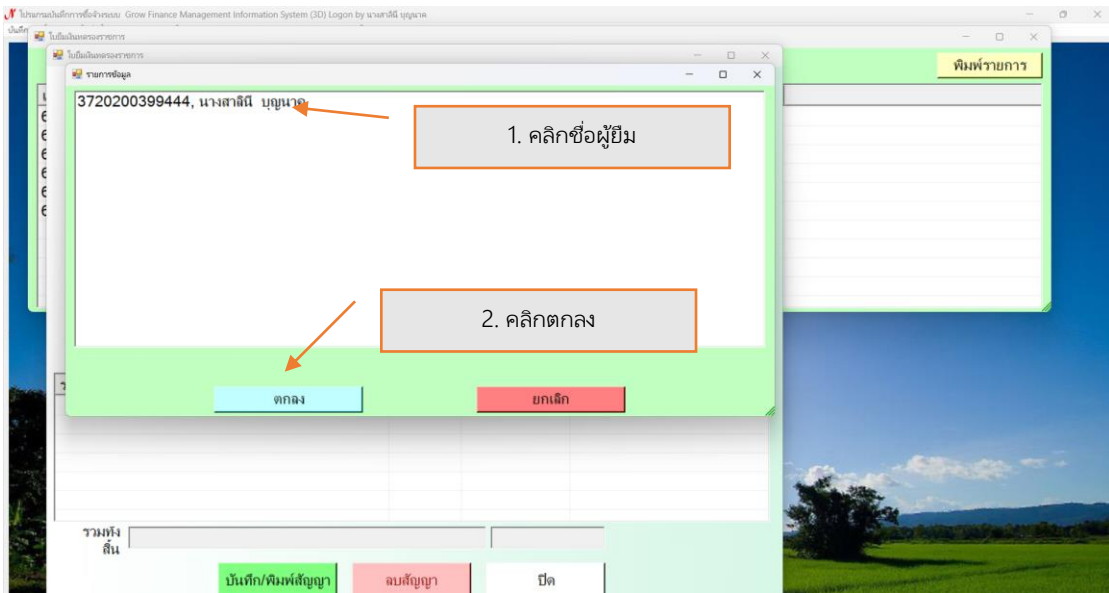 โปรแกรมบันทึกการซื้อจ้างระบบ Grow Finance Management Information System (3D) Logon by นางสาลินี บุญนาค
บันทึก
ใบยืมเงินทดรองราชการ
ใบยืมเงินทดรองราชการ
พิมพ์รายการ
รายการข้อมูล
3720200399444, นางสาลินี บุญนาค
1. คลิกชื่อผู้ยืม
2. คลิกตกลง
ตกลง
ยกเลิก
รวมทั้ง
สิ้น
บันทึก/พิมพ์สัญญา
ลบสัญญา
ปิด